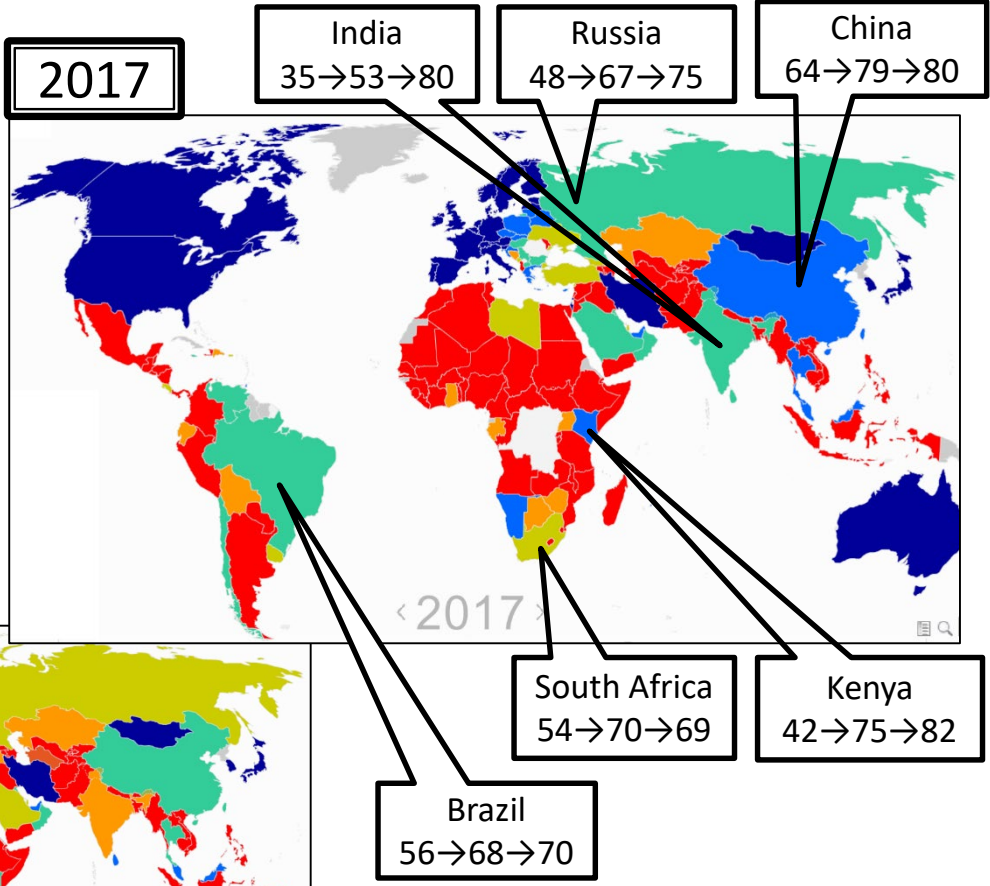 2017
India
35→53→80
Russia
48→67→75
China
64→79→80
‹ 2017 ›
South Africa
54→70→69
Kenya
42→75→82
Brazil
56→68→70